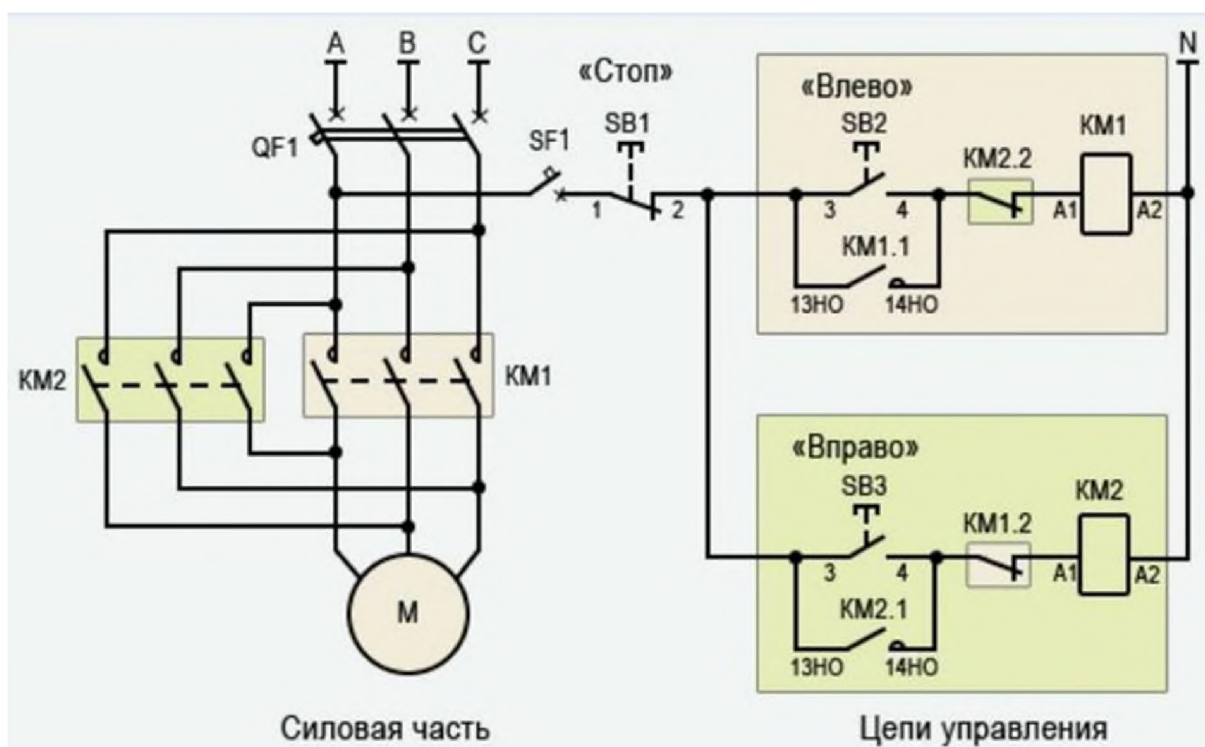 A B C N
«Стоп»
«Влево»
QF1
SF1
SB1
SB2
KM1
KM2.2
1 2
3 4
A1 A2
KM1.1
13НО 14НО
KM2
KM1
«Вправо»
SB3
KM2
KM1.2
3 4
A1 A2
KM2.1
13НО 14НО
M
Силовая часть
Цепи управления